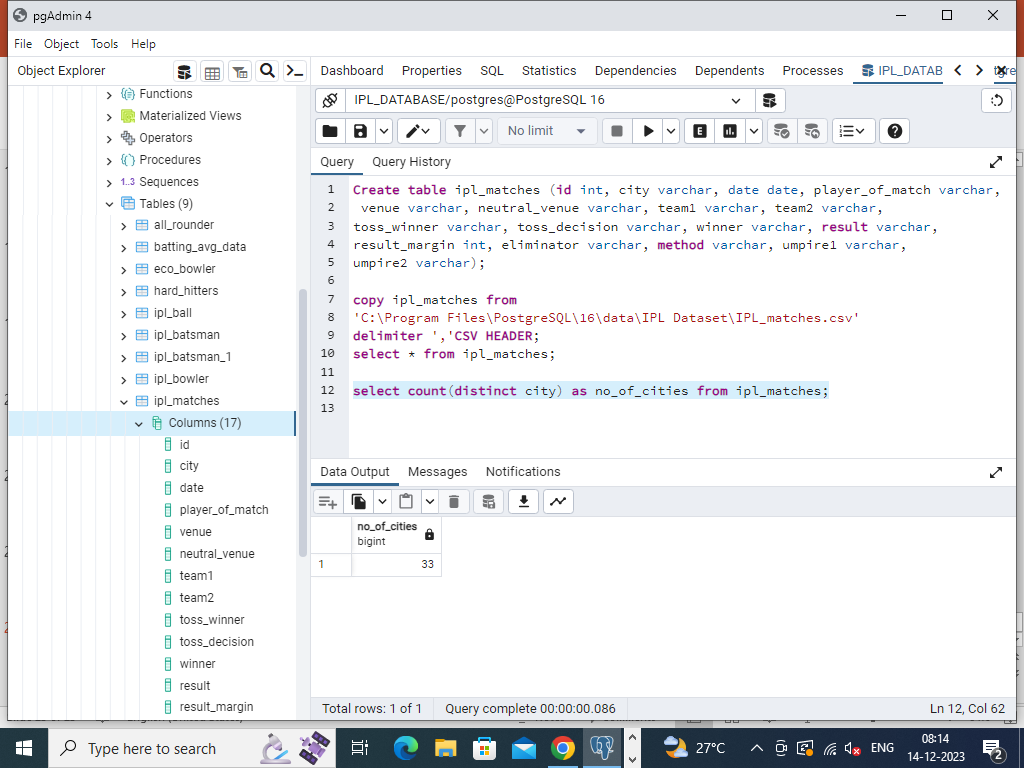 pgAdmin 4
File Object Tools Help
Object Explorer
Dashboard Properties SQL Statistics Dependencies Dependents Processes IPL_DATAB
Functions
Materialized Views
Operators
Procedures
1..3 Sequences
Tables (9)
all_rounder
batting_avg_data
eco_bowler
hard_hitters
ipl_ball
ipl_batsman
ipl_batsman_1
ipl_bowler
ipl_matches
Columns (17)
id
city
date
player_of_match
venue
neutral_venue
team1
team2
toss_winner
toss_decision
winner
result
result_margin
IPL_DATABASE/postgres@PostgreSQL 16
No limit
E
Query Query History
1 Create table ipl_matches (id int, city varchar, date date, player_of_match varchar,
2 venue varchar, neutral_venue varchar, team1 varchar, team2 varchar,
3 toss_winner varchar, toss_decision varchar, winner varchar, result varchar,
4 result_margin int, eliminator varchar, method varchar, umpire1 varchar,
5 umpire2 varchar);
6
7 copy ipl_matches from
8 'C:\Program Files\PostgreSQL\16\data\IPL Dataset\IPL_matches.csv'
9 delimiter ','CSV HEADER;
10 select * from ipl_matches;
11
12 select count(distinct city) as no_of_cities from ipl_matches;
13
Data Output Messages Notifications
no_of_cities
bigint
1 33
Total rows: 1 of 1 Query complete 00:00:00.086 Ln 12, Col 62
Type here to search
27°C
ENG
08:14
14-12-2023
2